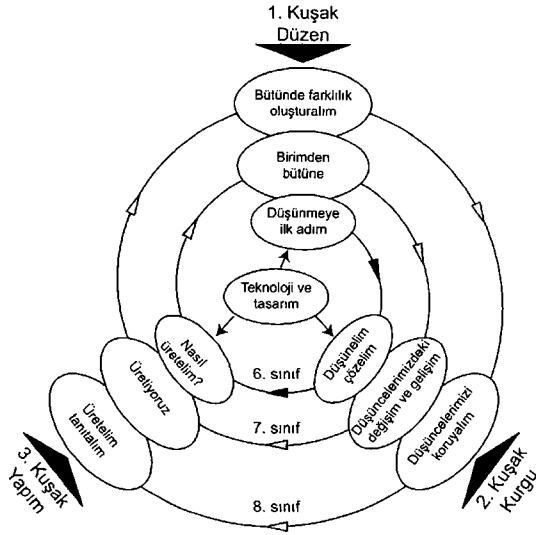 1. Kuşak
Düzen
Bütünde farklılık
oluşturalım
Birimden
bütüne
Düşünmeye
ilk adım
Teknoloji ve
tasarım
Nasıl
üretelim?
Üretiyoruz
Üretelim
tanıtalım
6. sınıf
7. sınıf
8. sınıf
Düşünelim
çözelim
Düşüncelerimizdeki
değişim ve gelişim
Düşüncelerimizi
koruyalım
3. Kuşak
Yapım
2. Kuşak
Kurgu